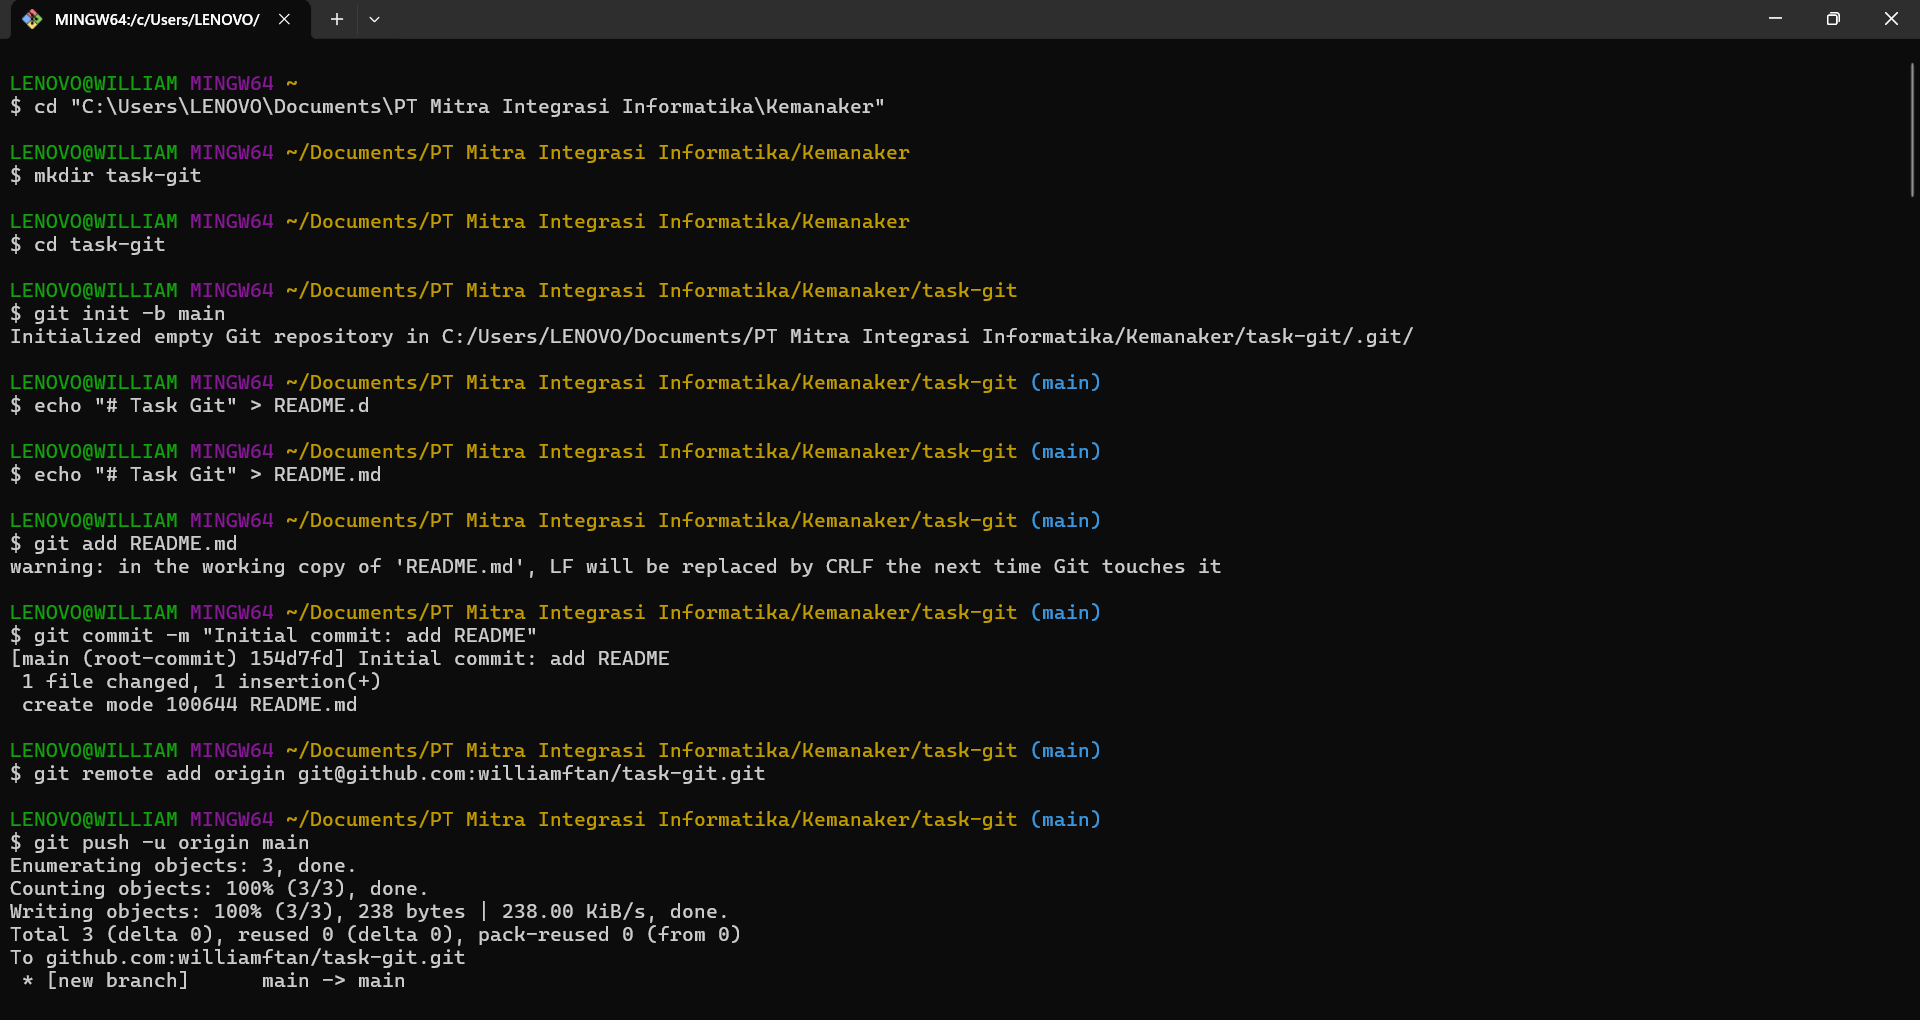 MINGW64:/c/Users/LENOVO/
LENOVO@WILLIAM MINGW64 ~
$ cd "C:\Users\LENOVO\Documents\PT Mitra Integrasi Informatika\Kemanaker"
LENOVO@WILLIAM MINGW64 ~/Documents/PT Mitra Integrasi Informatika/Kemanaker
$ mkdir task-git
LENOVO@WILLIAM MINGW64 ~/Documents/PT Mitra Integrasi Informatika/Kemanaker
$ cd task-git
LENOVO@WILLIAM MINGW64 ~/Documents/PT Mitra Integrasi Informatika/Kemanaker/task-git
$ git init -b main
Initialized empty Git repository in C:/Users/LENOVO/Documents/PT Mitra Integrasi Informatika/Kemanaker/task-git/.git/
LENOVO@WILLIAM MINGW64 ~/Documents/PT Mitra Integrasi Informatika/Kemanaker/task-git (main)
$ echo "# Task Git" > README.d
LENOVO@WILLIAM MINGW64 ~/Documents/PT Mitra Integrasi Informatika/Kemanaker/task-git (main)
$ echo "# Task Git" > README.md
LENOVO@WILLIAM MINGW64 ~/Documents/PT Mitra Integrasi Informatika/Kemanaker/task-git (main)
$ git add README.md
warning: in the working copy of 'README.md', LF will be replaced by CRLF the next time Git touches it
LENOVO@WILLIAM MINGW64 ~/Documents/PT Mitra Integrasi Informatika/Kemanaker/task-git (main)
$ git commit -m "Initial commit: add README"
[main (root-commit) 154d7fd] Initial commit: add README
 1 file changed, 1 insertion(+)
 create mode 100644 README.md
LENOVO@WILLIAM MINGW64 ~/Documents/PT Mitra Integrasi Informatika/Kemanaker/task-git (main)
$ git remote add origin git@github.com:williamftan/task-git.git
LENOVO@WILLIAM MINGW64 ~/Documents/PT Mitra Integrasi Informatika/Kemanaker/task-git (main)
$ git push -u origin main
Enumerating objects: 3, done.
Counting objects: 100% (3/3), done.
Writing objects: 100% (3/3), 238 bytes | 238.00 KiB/s, done.
Total 3 (delta 0), reused 0 (delta 0), pack-reused 0 (from 0)
To github.com:williamftan/task-git.git
 * [new branch]      main -> main